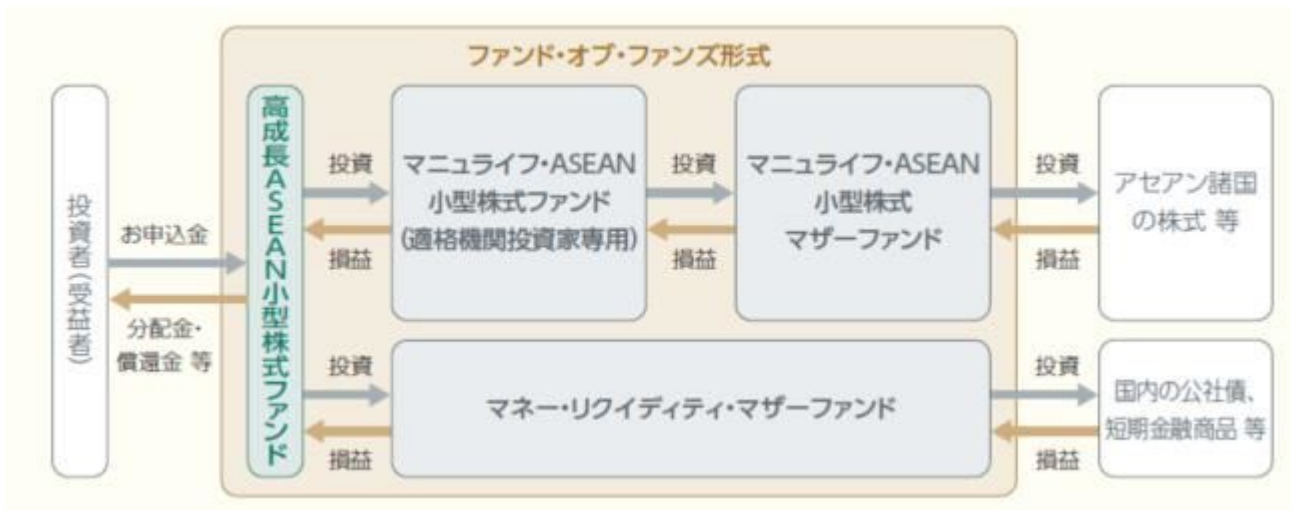 ファンド・オブ・ファンズ形式
投資者(受益者)
お申込金
分配金・
償還金 等
高成長ASEAN小型株式ファンド
投資
損益
マニュライフ・ASEAN
小型株式ファンド
(適格機関投資家専用)
投資
損益
マニュライフ・ASEAN
小型株式
マザーファンド
投資
損益
アセアン諸国
の株式 等
投資
損益
マネー・リクイディティ・マザーファンド
投資
損益
国内の公社債、
短期金融商品 等